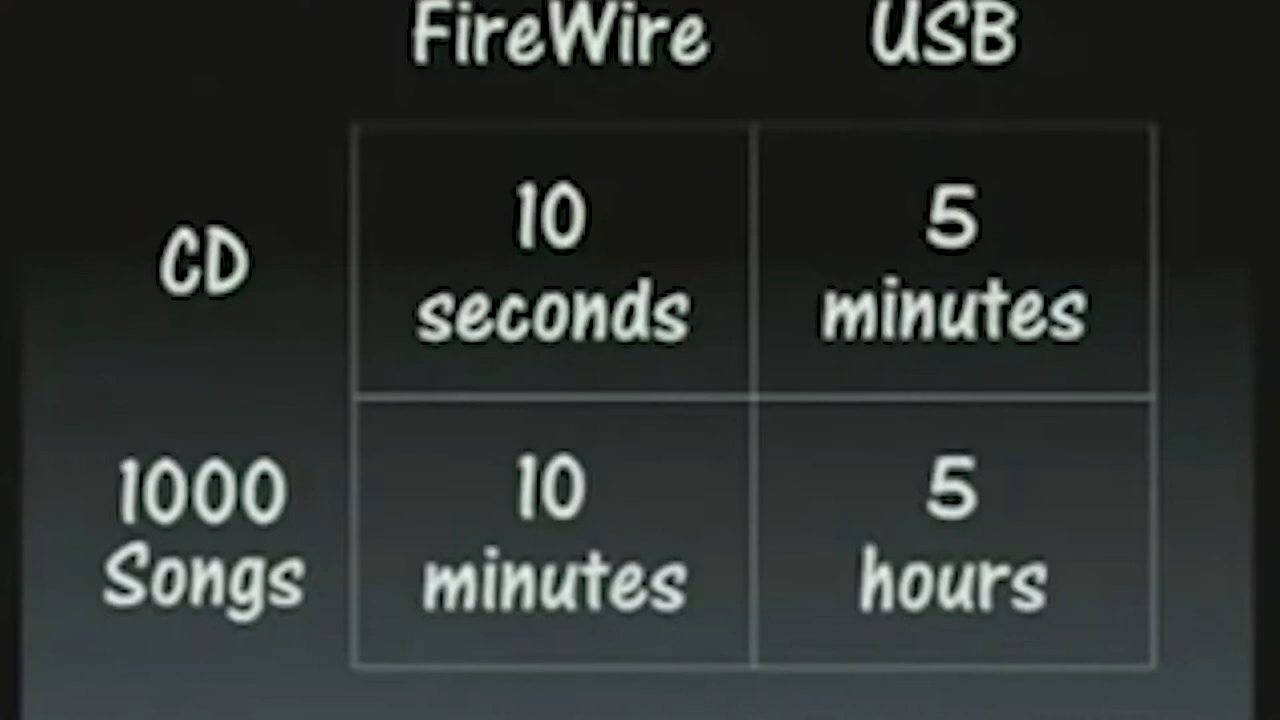 FireWire USB
CD
10
seconds
5
minutes
1000
Songs
10
minutes
5
hours